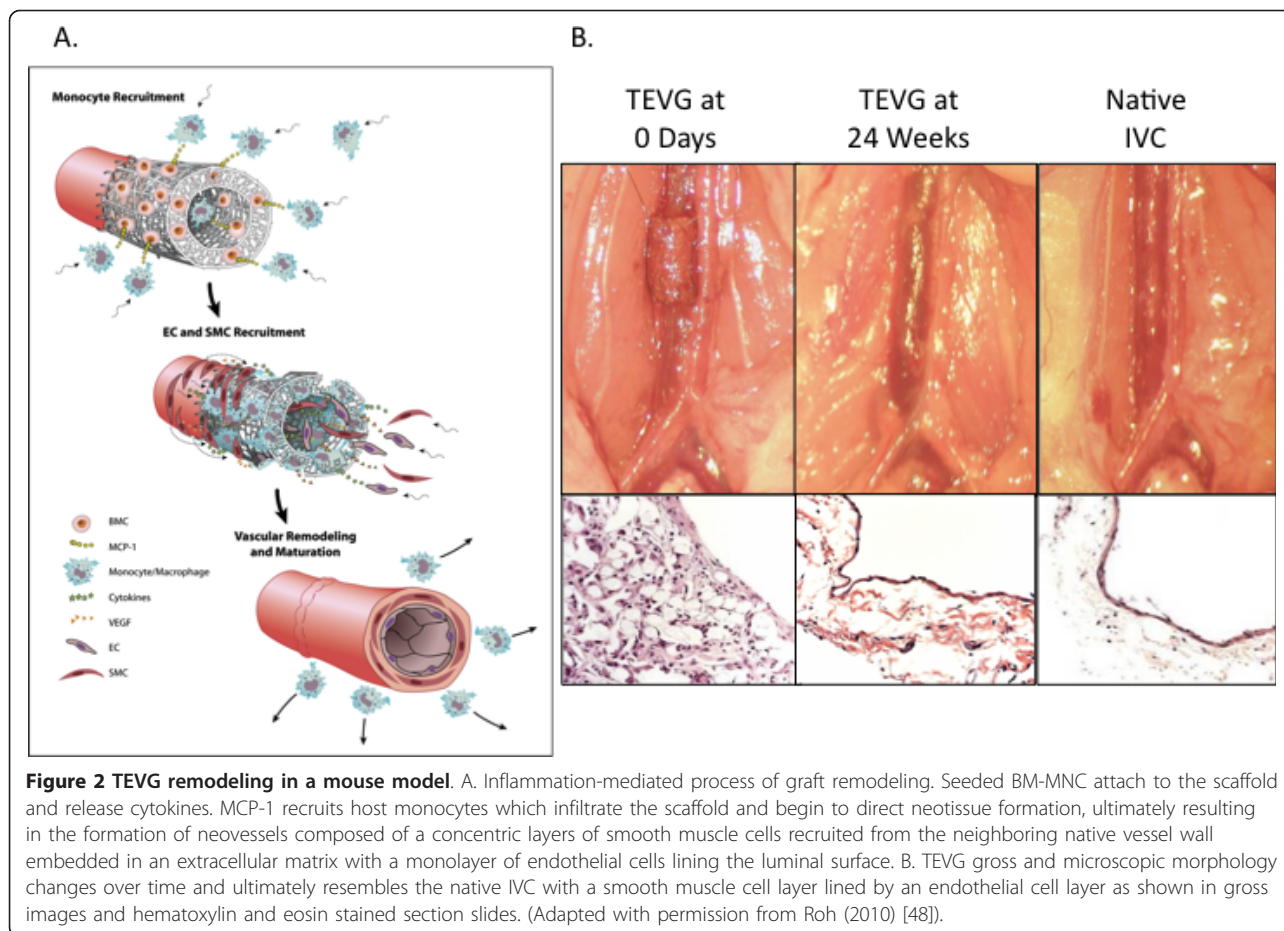 A.
Monocyte Recruitment
EC and SMC Recruitment
Vascular Remodeling
and Maturation
BMC
MCP-1
Monocyte/Macrophage
Cytokines
VEGF
EC
SMC
B.
TEVG at
0 Days
TEVG at
24 Weeks
Native
IVC
Figure 2 TEVG remodeling in a mouse model. A. Inflammation-mediated process of graft remodeling. Seeded BM-MNC attach to the scaffold
and release cytokines. MCP-1 recruits host monocytes which infiltrate the scaffold and begin to direct neotissue formation, ultimately resulting
in the formation of neovessels composed of a concentric layers of smooth muscle cells recruited from the neighboring native vessel wall
embedded in an extracellular matrix with a monolayer of endothelial cells lining the luminal surface. B. TEVG gross and microscopic morphology
changes over time and ultimately resembles the native IVC with a smooth muscle cell layer lined by an endothelial cell layer as shown in gross
images and hematoxylin and eosin stained section slides. (Adapted with permission from Roh (2010) [48]).